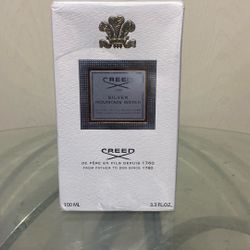 CREED
SILVER
MOUNTAIN WATER
CREED
DE PÈRE EN FILS DEPUIS 1760
FROM FATHER TO SON SINCE 1760
100 ML
3.3 FL.OZ.